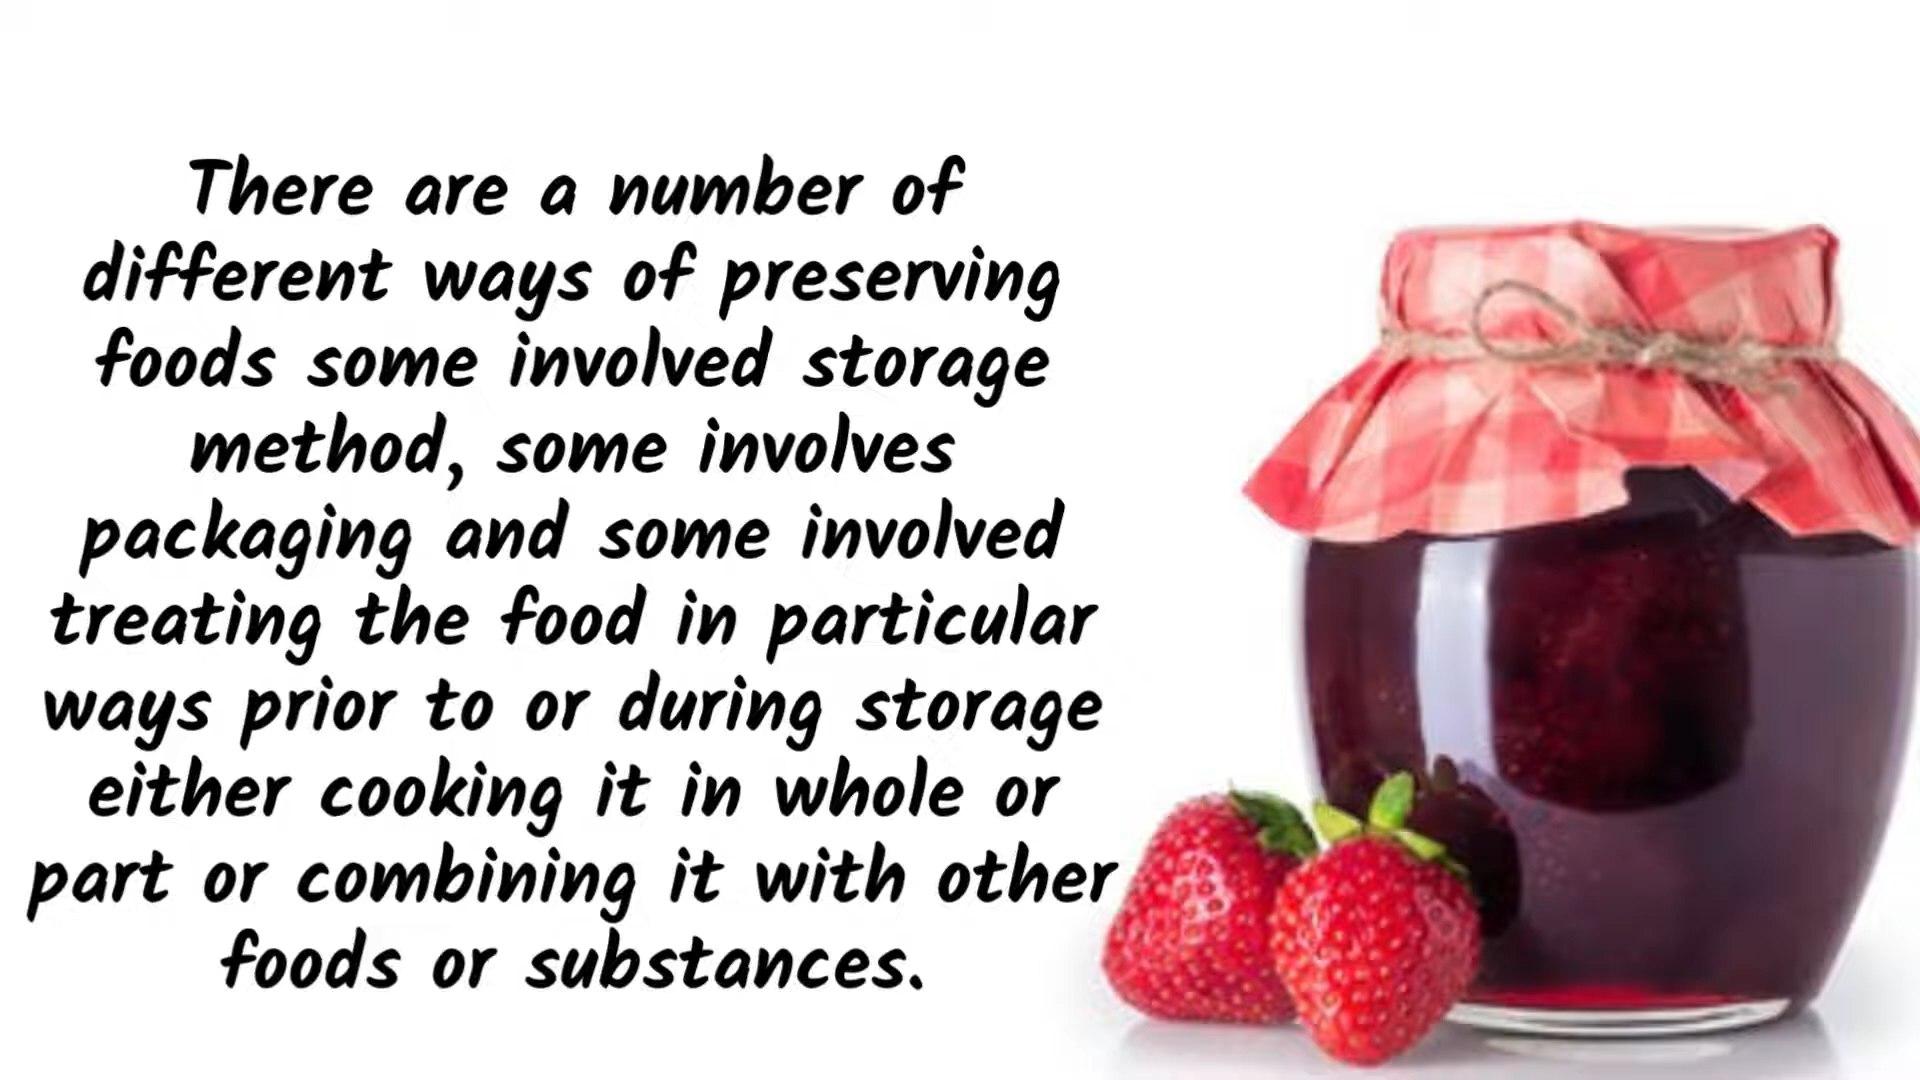 There are a number of
different ways of preserving
foods some involved storage
method, some involves
packaging and some involved
treating the food in particular
ways prior to or during storage
either cooking it in whole or
part or combining it with other
foods or substances.